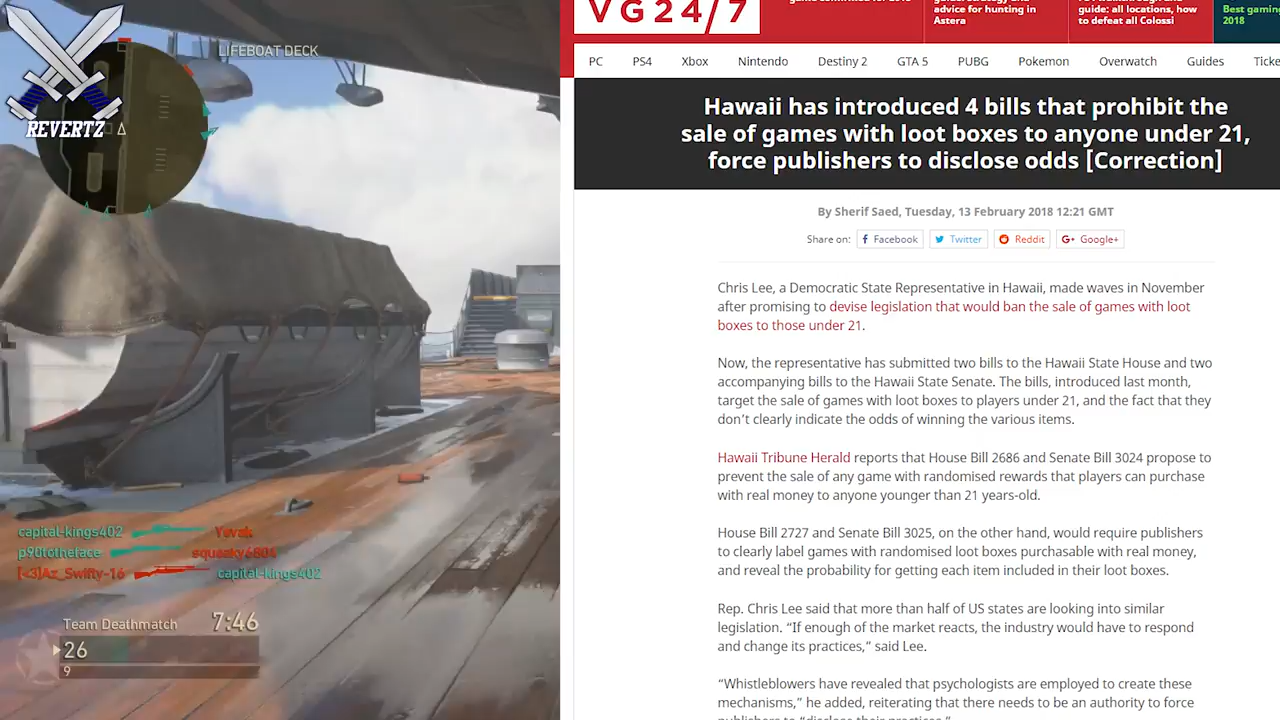 LIFEBOAT DECK
REVERTZ
capital-kings402 Yuvak
p90totheface squeaky6804
[<3]Az_Swifty-16 capital-kings402
Team Deathmatch 7:46
26
9
VG24/7
advice for hunting in
Astera
guide: all locations, how
to defeat all Colossi
Best gaming
2018
PC PS4 Xbox Nintendo Destiny 2 GTA 5 PUBG Pokemon Overwatch Guides Ticke
Hawaii has introduced 4 bills that prohibit the
sale of games with loot boxes to anyone under 21,
force publishers to disclose odds [Correction]
By Sherif Saed, Tuesday, 13 February 2018 12:21 GMT
Share on: Facebook Twitter Reddit Google+
Chris Lee, a Democratic State Representative in Hawaii, made waves in November
after promising to devise legislation that would ban the sale of games with loot
boxes to those under 21.
Now, the representative has submitted two bills to the Hawaii State House and two
accompanying bills to the Hawaii State Senate. The bills, introduced last month,
target the sale of games with loot boxes to players under 21, and the fact that they
don't clearly indicate the odds of winning the various items.
Hawaii Tribune Herald reports that House Bill 2686 and Senate Bill 3024 propose to
prevent the sale of any game with randomised rewards that players can purchase
with real money to anyone younger than 21 years-old.
House Bill 2727 and Senate Bill 3025, on the other hand, would require publishers
to clearly label games with randomised loot boxes purchasable with real money,
and reveal the probability for getting each item included in their loot boxes.
Rep. Chris Lee said that more than half of US states are looking into similar
legislation. “If enough of the market reacts, the industry would have to respond
and change its practices,” said Lee.
“Whistleblowers have revealed that psychologists are employed to create these
mechanisms,” he added, reiterating that there needs to be an authority to force
publishers to “disclose their practices.”